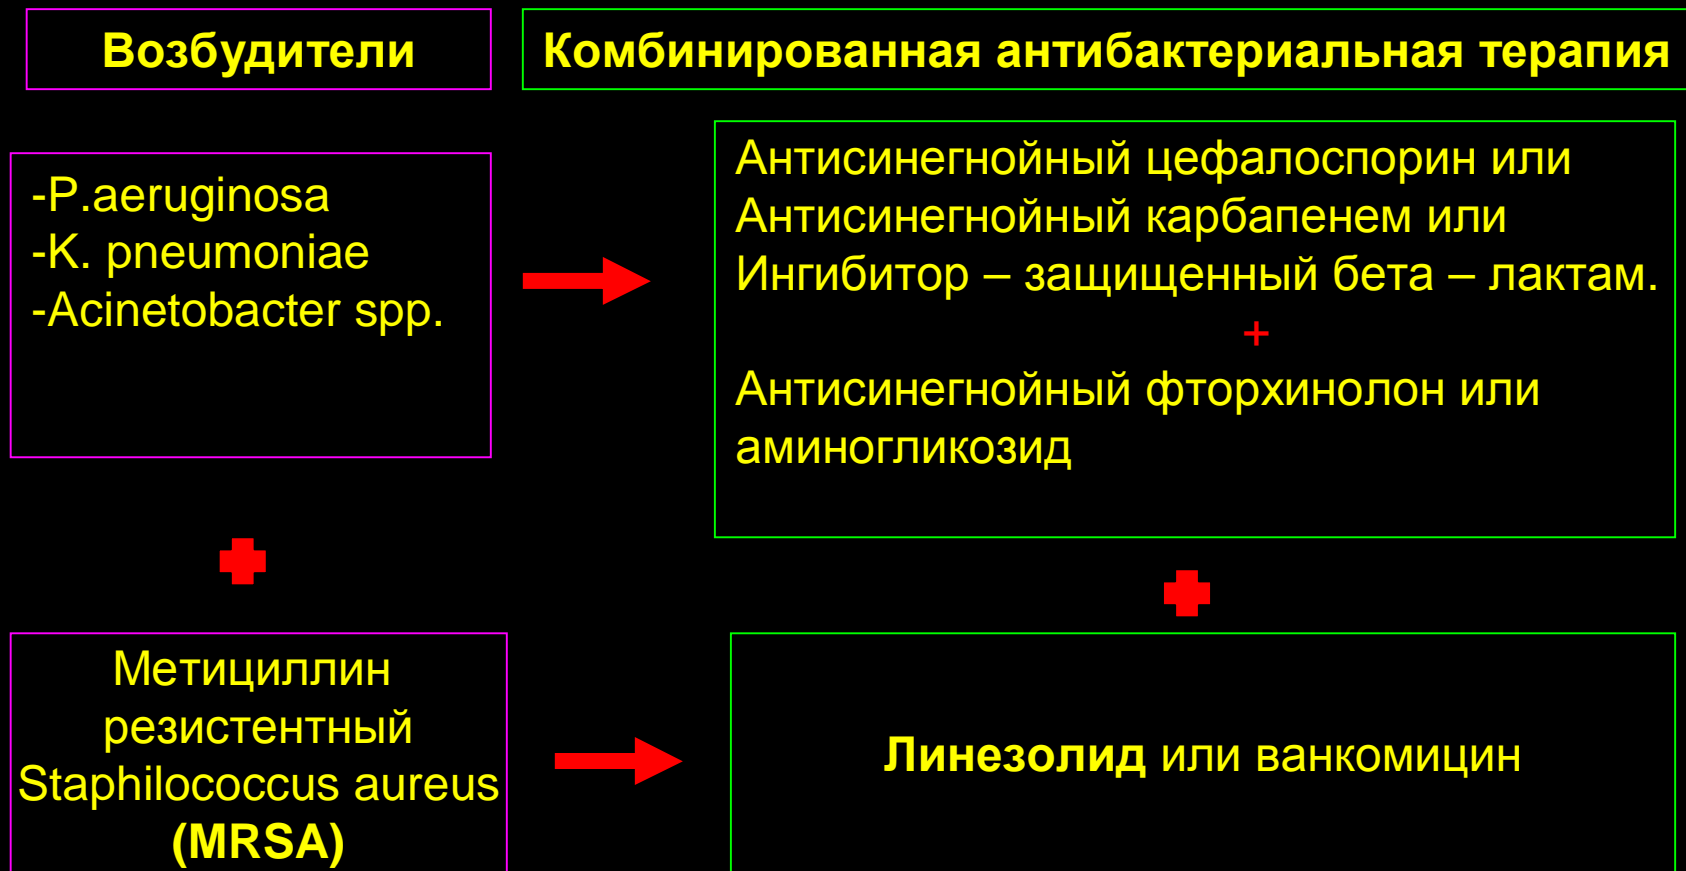 Возбудители
Комбинированная антибактериальная терапия
-P.aeruginosa
-K. pneumoniae
-Acinetobacter spp.
Антисинегнойный цефалоспорин или
Антисинегнойный карбапенем или
Ингибитор – защищенный бета – лактам.
+
Антисинегнойный фторхинолон или
аминогликозид
Метициллин
резистентный
Staphilococcus aureus
(MRSA)
Линезолид или ванкомицин